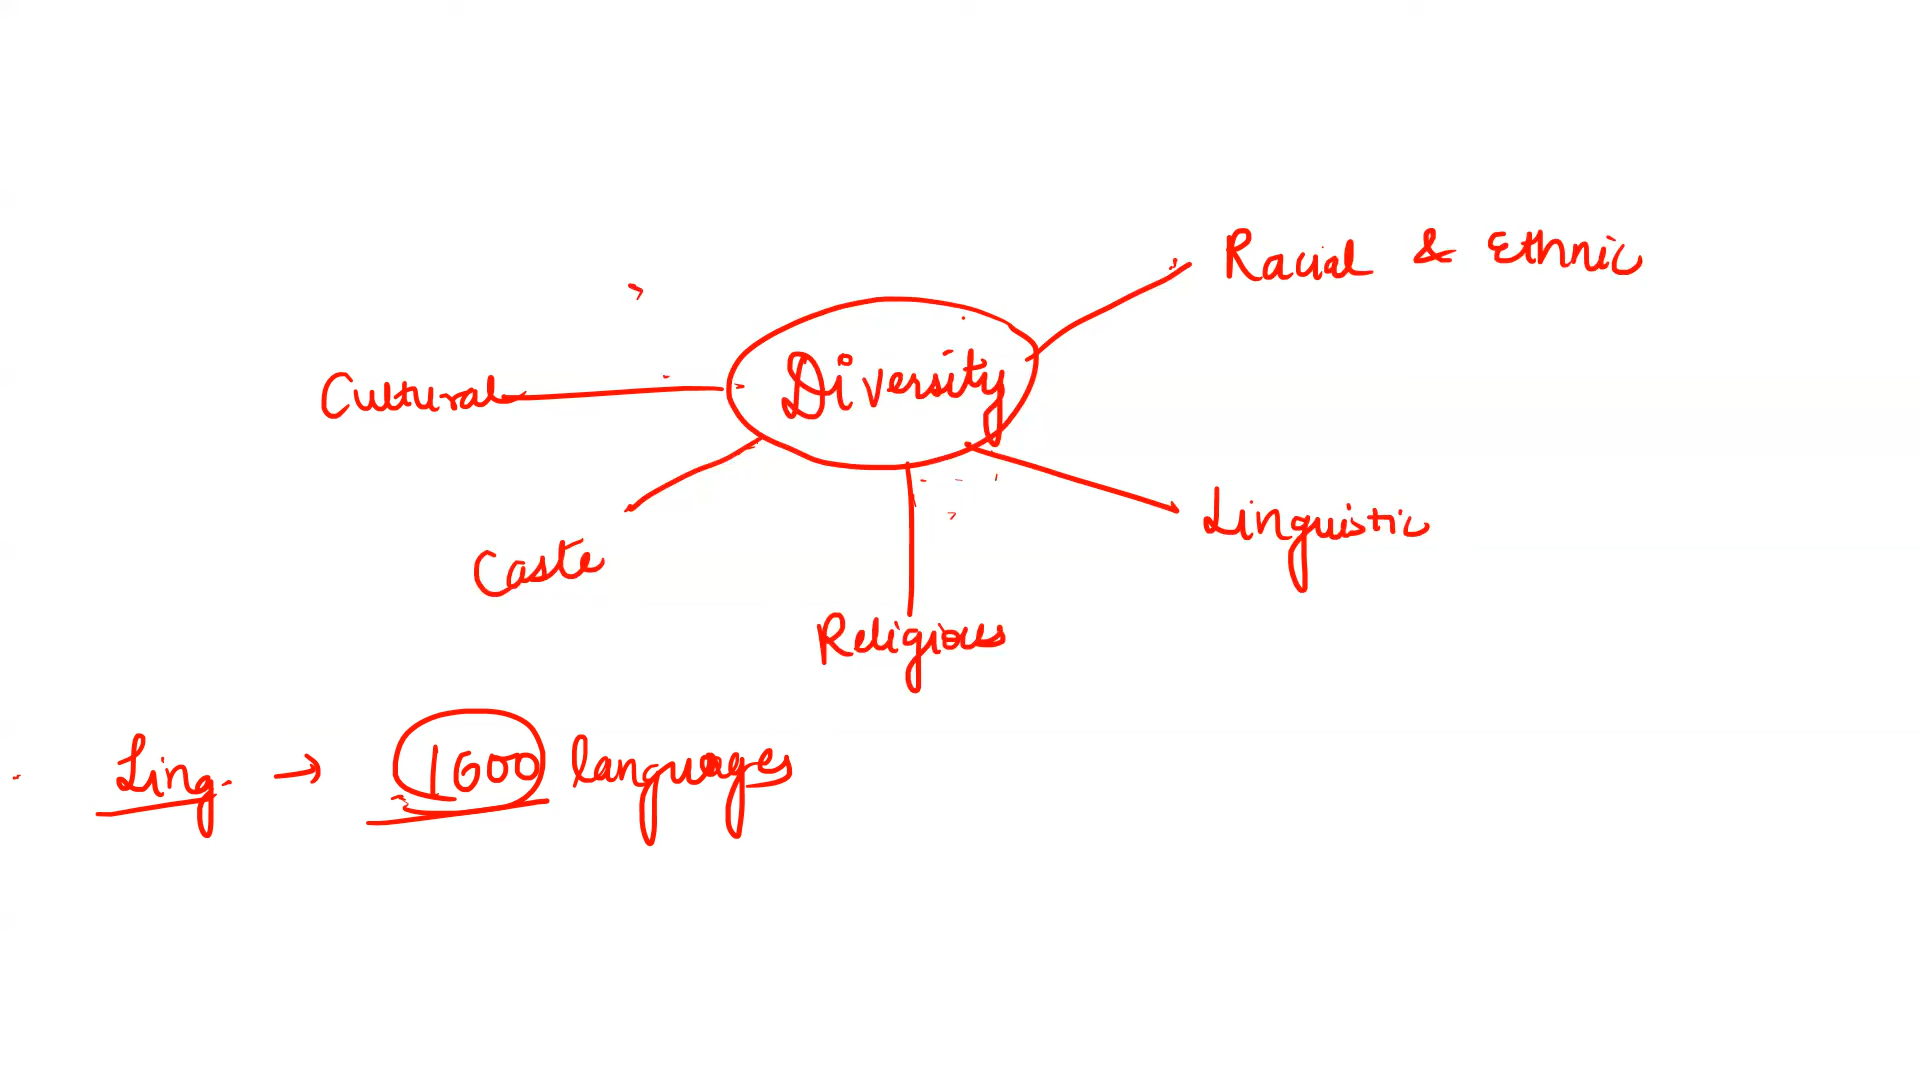 Racial & Ethnic
Diversity
Cultural
Linguistic
Caste
Religious
Ling. → 1600 languages